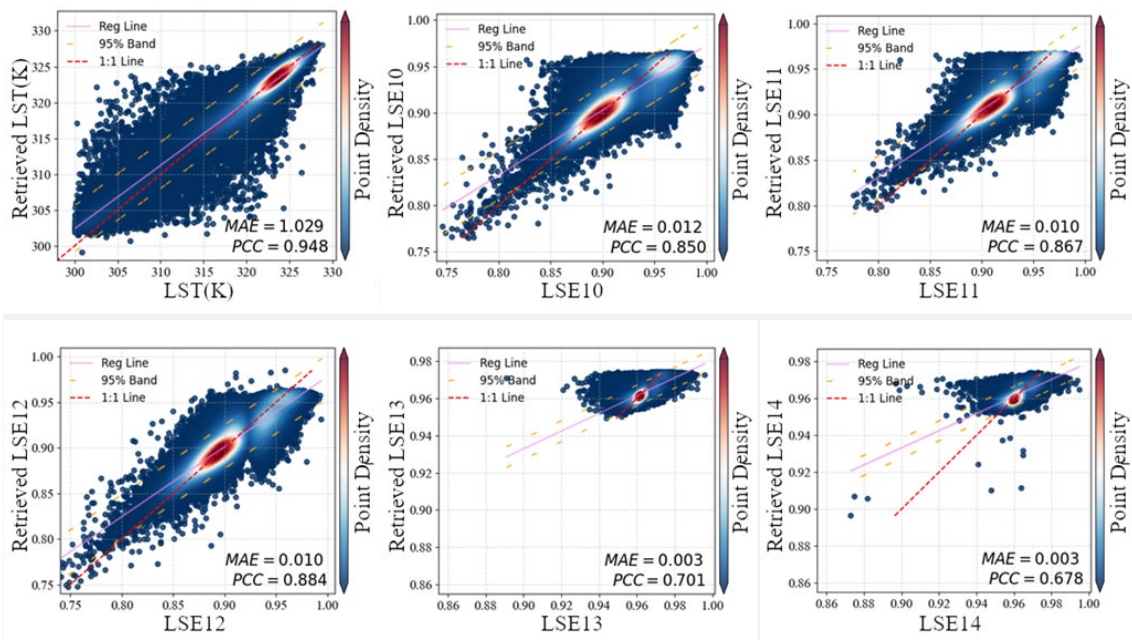 Reg Line
95% Band
1:1 Line
330
325
320
315
310
305
300
Retrieved LST(K)
MAE = 1.029
PCC = 0.948
300 305 310 315 320 325 330
LST(K)
Point Density
Reg Line
95% Band
1:1 Line
1.00
0.95
0.90
0.85
0.80
0.75
Retrieved LSE10
MAE = 0.012
PCC = 0.850
0.75 0.80 0.85 0.90 0.95 1.00
LSE10
Point Density
Reg Line
95% Band
1:1 Line
1.00
0.95
0.90
0.85
0.80
0.75
Retrieved LSE11
MAE = 0.010
PCC = 0.867
0.75 0.80 0.85 0.90 0.95 1.00
LSE11
Point Density
Reg Line
95% Band
1:1 Line
1.00
0.95
0.90
0.85
0.80
0.75
Retrieved LSE12
MAE = 0.010
PCC = 0.884
0.75 0.80 0.85 0.90 0.95 1.00
LSE12
Point Density
Reg Line
95% Band
1:1 Line
0.98
0.96
0.94
0.92
0.90
0.88
0.86
Retrieved LSE13
MAE = 0.003
PCC = 0.701
0.86 0.88 0.90 0.92 0.94 0.96 0.98 1.00
LSE13
Point Density
Reg Line
95% Band
1:1 Line
0.98
0.96
0.94
0.92
0.90
0.88
0.86
Retrieved LSE14
MAE = 0.003
PCC = 0.678
0.86 0.88 0.90 0.92 0.94 0.96 0.98 1.00
LSE14
Point Density